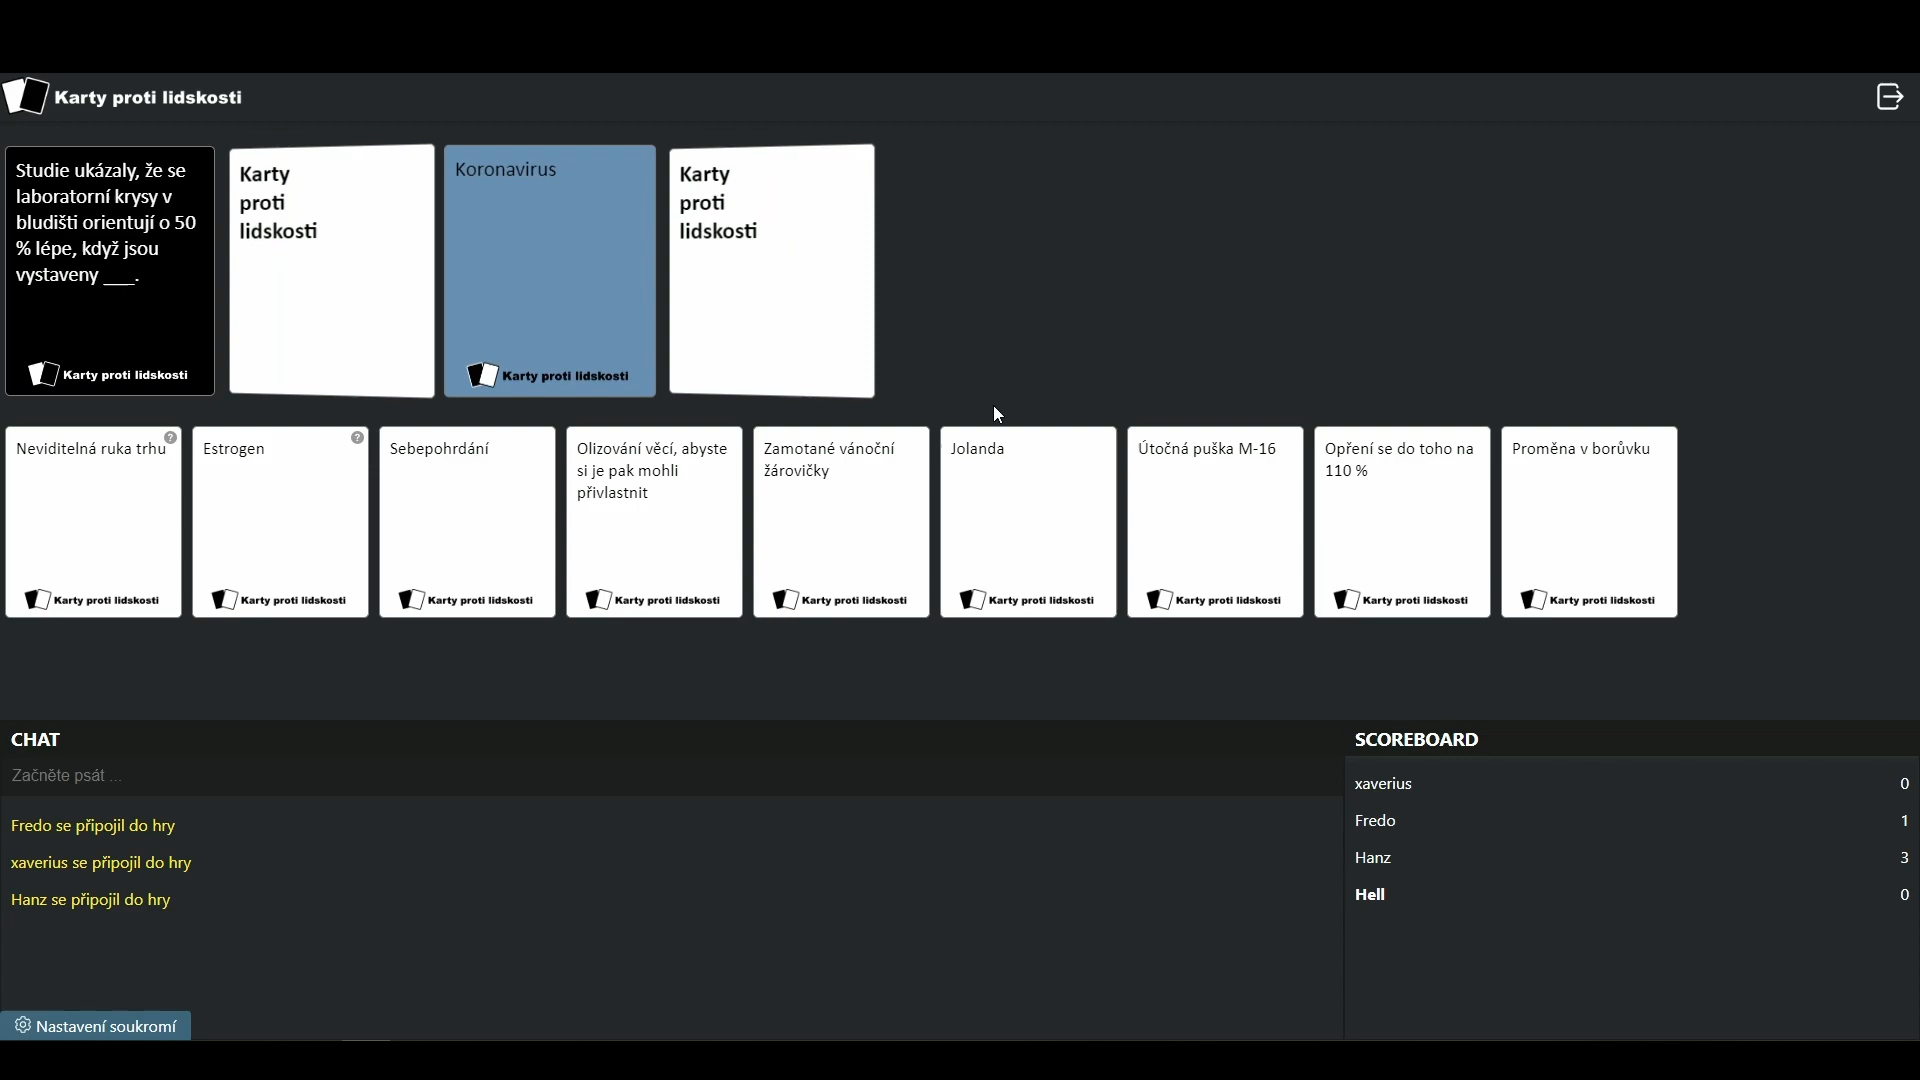 Karty proti lidskosti
Studie ukázaly, že se
laboratorní krysy v
bludišti orientují o 50
% lépe, když jsou
vystaveny ___.
Karty proti lidskosti
Karty
proti
lidskosti
Koronavirus
Karty proti lidskosti
Karty
proti
lidskosti
Neviditelná ruka trhu
?
Karty proti lidskosti
Estrogen
?
Karty proti lidskosti
Sebepohrdání
Karty proti lidskosti
Olizování věcí, abyste
si je pak mohli
přivlastnit
Karty proti lidskosti
Zamotané vánoční
žárovičky
Karty proti lidskosti
Jolanda
Karty proti lidskosti
Útočná puška M-16
Karty proti lidskosti
Opření se do toho na
110 %
Karty proti lidskosti
Proměna v borůvku
Karty proti lidskosti
CHAT
Začněte psát ...
Fredo se připojil do hry
xaverius se připojil do hry
Hanz se připojil do hry
Nastavení soukromí
SCOREBOARD
xaverius 0
Fredo 1
Hanz 3
Hell 0